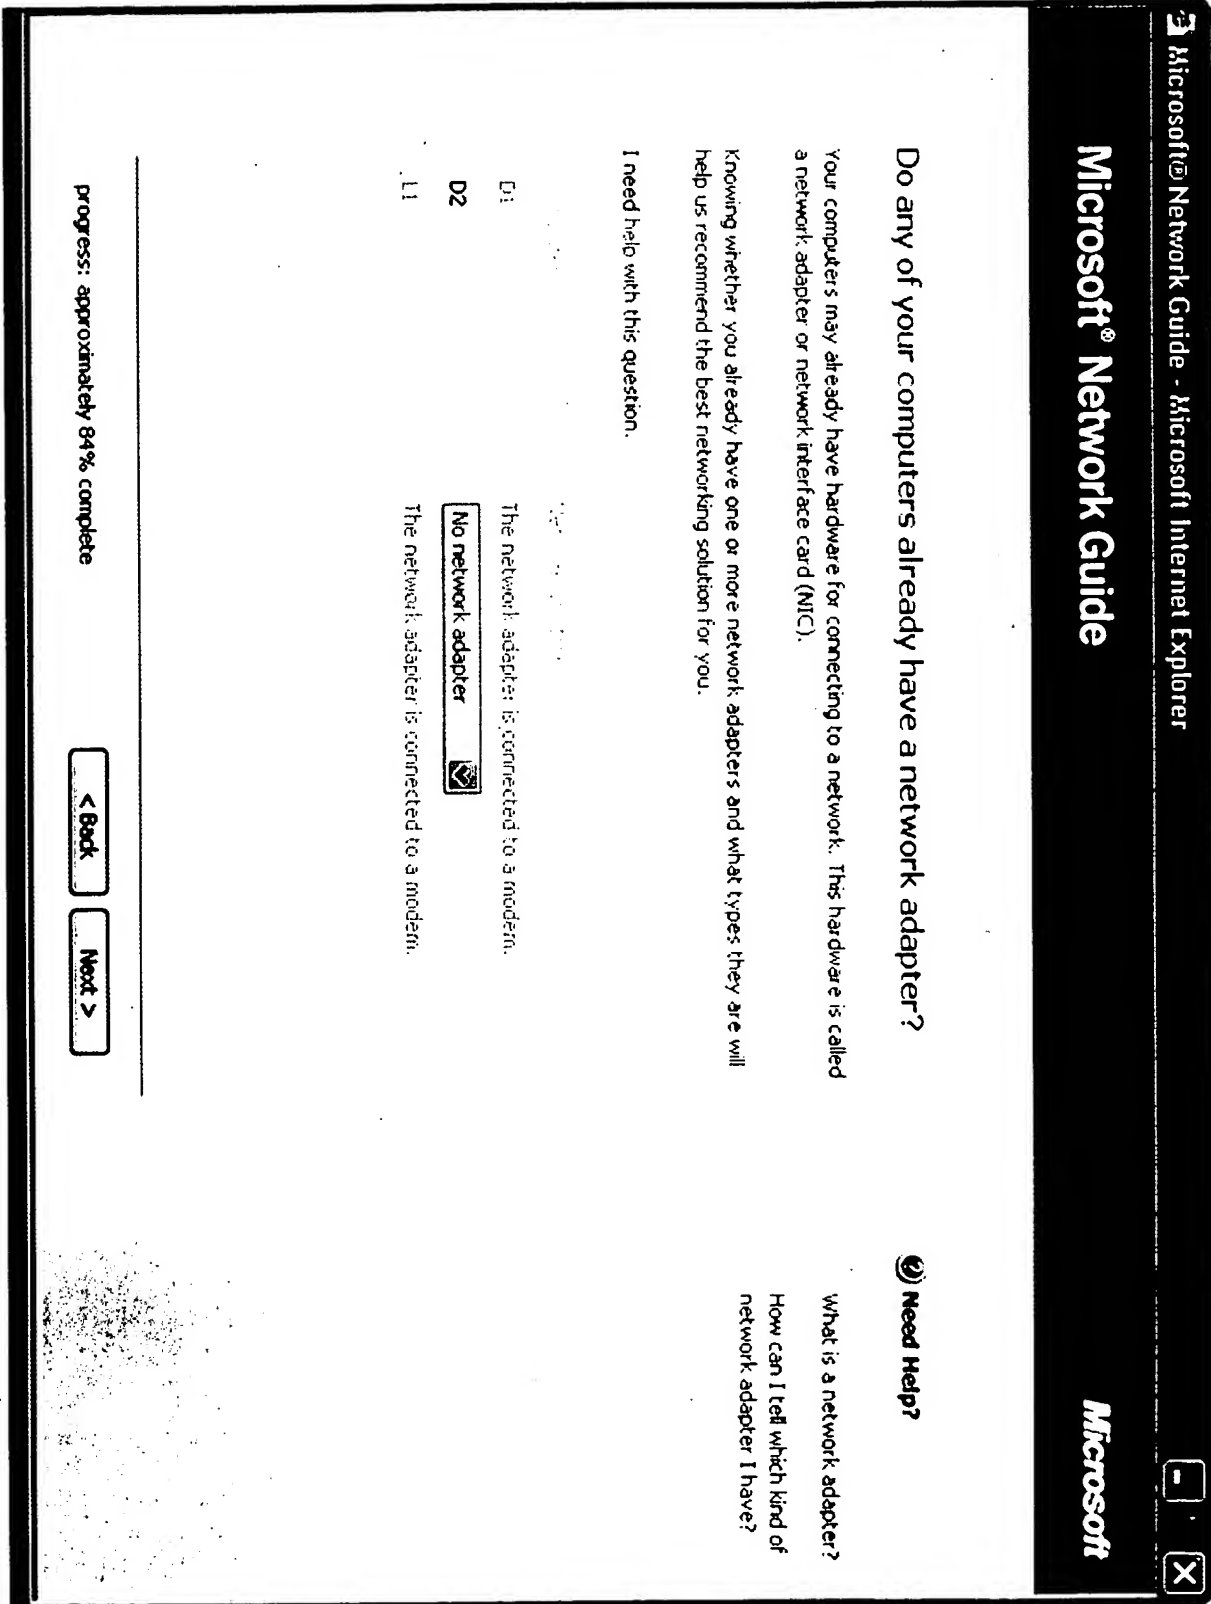 Microsoft® Network Guide - Microsoft Internet Explorer
Microsoft® Network Guide
Microsoft
Do any of your computers already have a network adapter?
Your computers may already have hardware for connecting to a network. This hardware is called
a network adapter or network interface card (NIC).
Knowing whether you already have one or more network adapters and what types they are will
help us recommend the best networking solution for you.
I need help with this question.
D1 The network adapter is connected to a modem.
D2 No network adapter
L1 The network adapter is connected to a modem.
Need Help?
What is a network adapter?
How can I tell which kind of
network adapter I have?
progress: approximately 84% complete
< Back
Next >